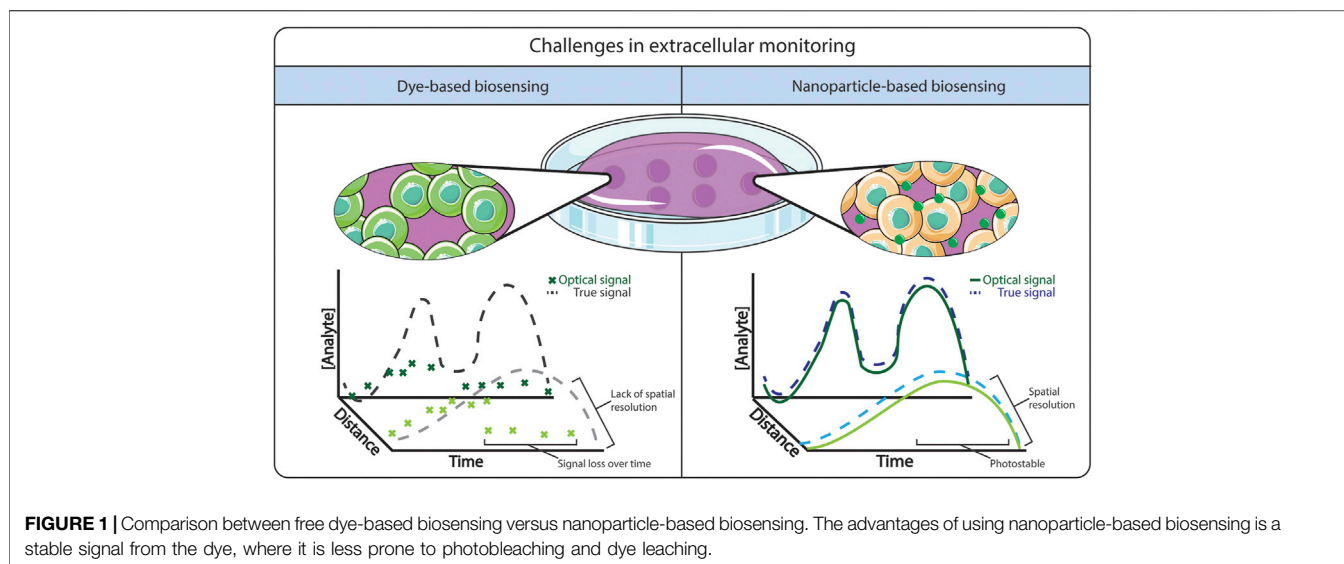 Challenges in extracellular monitoring
Dye-based biosensing
Nanoparticle-based biosensing
Optical signal
True signal
[Analyte]
Distance
Time
Lack of spatial
resolution
Signal loss over time
Optical signal
True signal
[Analyte]
Distance
Time
Spatial
resolution
Photostable
FIGURE 1 | Comparison between free dye-based biosensing versus nanoparticle-based biosensing. The advantages of using nanoparticle-based biosensing is a
stable signal from the dye, where it is less prone to photobleaching and dye leaching.